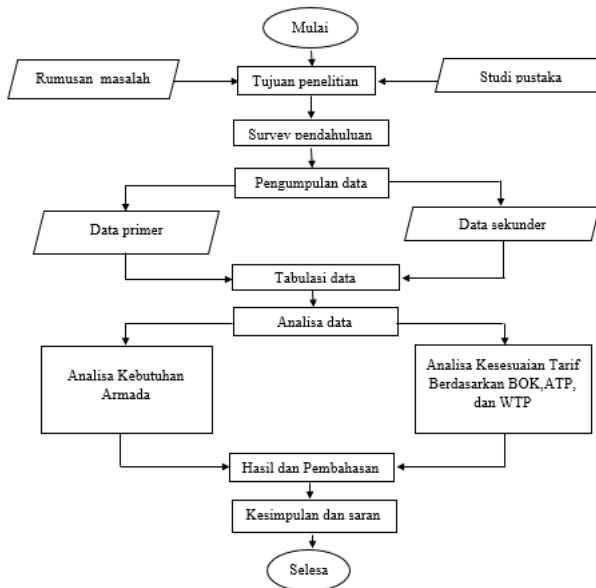 Mulai
Rumusan masalah
Tujuan penelitian
Studi pustaka
Survey pendahuluan
Pengumpulan data
Data primer
Data sekunder
Tabulasi data
Analisa data
Analisa Kebutuhan
Armada
Analisa Kesesuaian Tarif
Berdasarkan BOK,ATP,
dan WTP
Hasil dan Pembahasan
Kesimpulan dan saran
Selesa